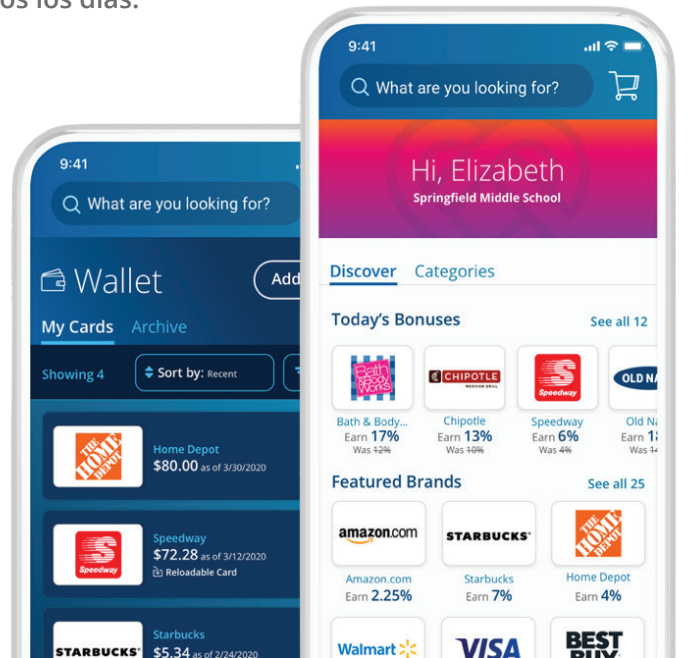 os los días.
9:41
What are you looking for?
Wallet
Add
My Cards Archive
Showing 4
Sort by: Recent
THE HOME DEPOT
Home Depot
$80.00 as of 3/30/2020
Speedway
Speedway
$72.28 as of 3/12/2020
Reloadable Card
STARBUCKS
Starbucks
$5.34 as of 2/24/2020
9:41
What are you looking for?
Hi, Elizabeth
Springfield Middle School
Discover Categories
Today's Bonuses See all 12
Bath & Body Works
CHIPOTLE
MEXICAN GRILL
Speedway
OLD NA
Bath & Body... Chipotle Speedway Old Na
Earn 17% Earn 13% Earn 6% Earn
Was 12% Was 10% Was 4% Was
Featured Brands See all 25
amazon.com STARBUCKS THE HOME DEPOT
Amazon.com Starbucks Home Depot
Earn 2.25% Earn 7% Earn 4%
Walmart VISA BEST BUY